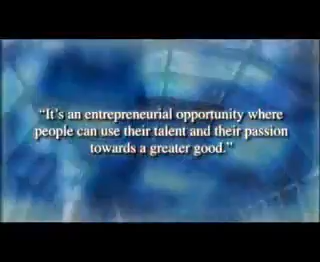 “It’s an entrepreneurial opportunity where
people can use their talent and their passion
towards a greater good.”